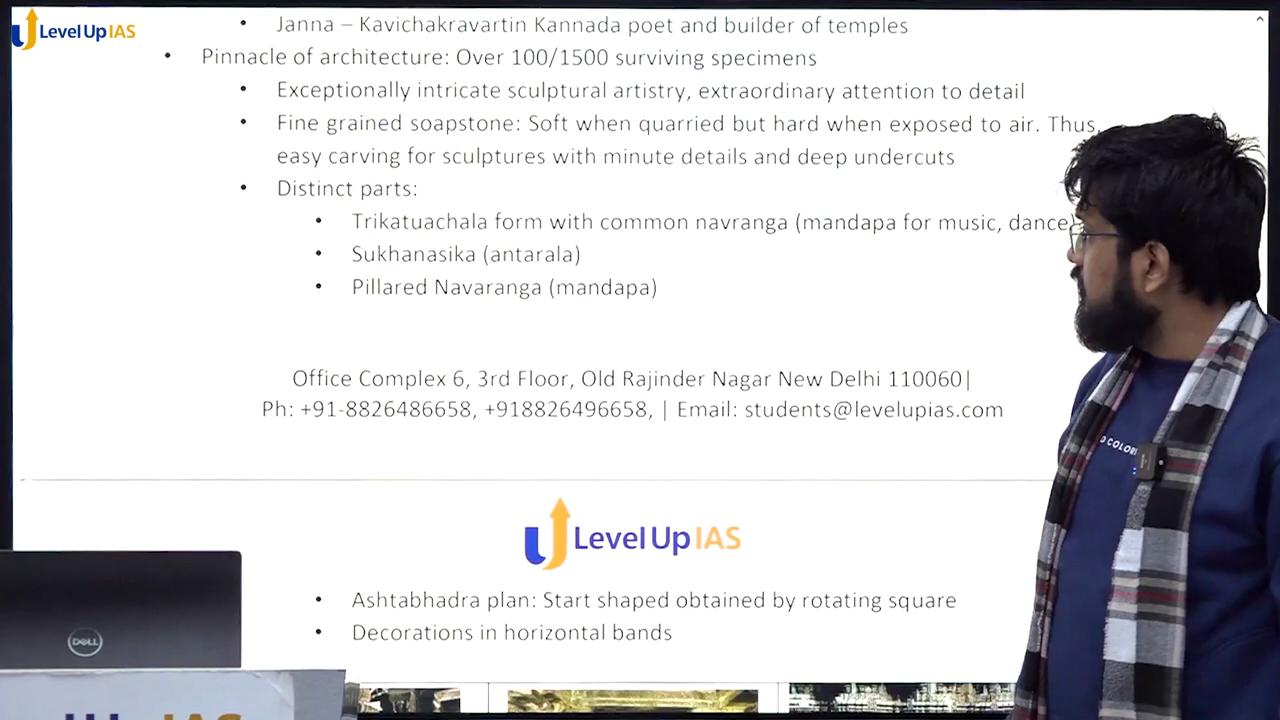 Level Up IAS
• Janna – Kavichakravartin Kannada poet and builder of temples
• Pinnacle of architecture: Over 100/1500 surviving specimens
• Exceptionally intricate sculptural artistry, extraordinary attention to detail
• Fine grained soapstone: Soft when quarried but hard when exposed to air. Thus,
easy carving for sculptures with minute details and deep undercuts
• Distinct parts:
• Trikatuachala form with common navranga (mandapa for music, dance)
• Sukhanasika (antarala)
• Pillared Navaranga (mandapa)
Office Complex 6, 3rd Floor, Old Rajinder Nagar New Delhi 110060|
Ph: +91-8826486658, +918826496658, | Email: students@levelupias.com
Level Up IAS
• Ashtabhadra plan: Start shaped obtained by rotating square
• Decorations in horizontal bands
DELL
IAS